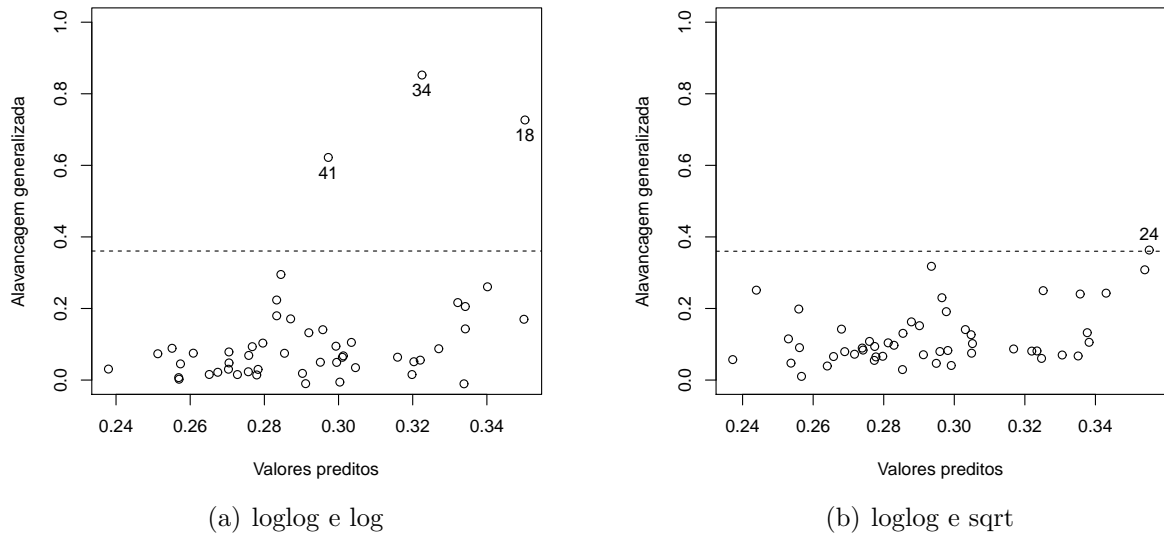 1.0
0.8
0.6
0.4
0.2
0.0
Alavancagem generalizada
34
18
41
0.24 0.26 0.28 0.30 0.32 0.34
Valores preditos
(a) loglog e log
1.0
0.8
0.6
0.4
0.2
0.0
Alavancagem generalizada
24
0.24 0.26 0.28 0.30 0.32 0.34
Valores preditos
(b) loglog e sqrt